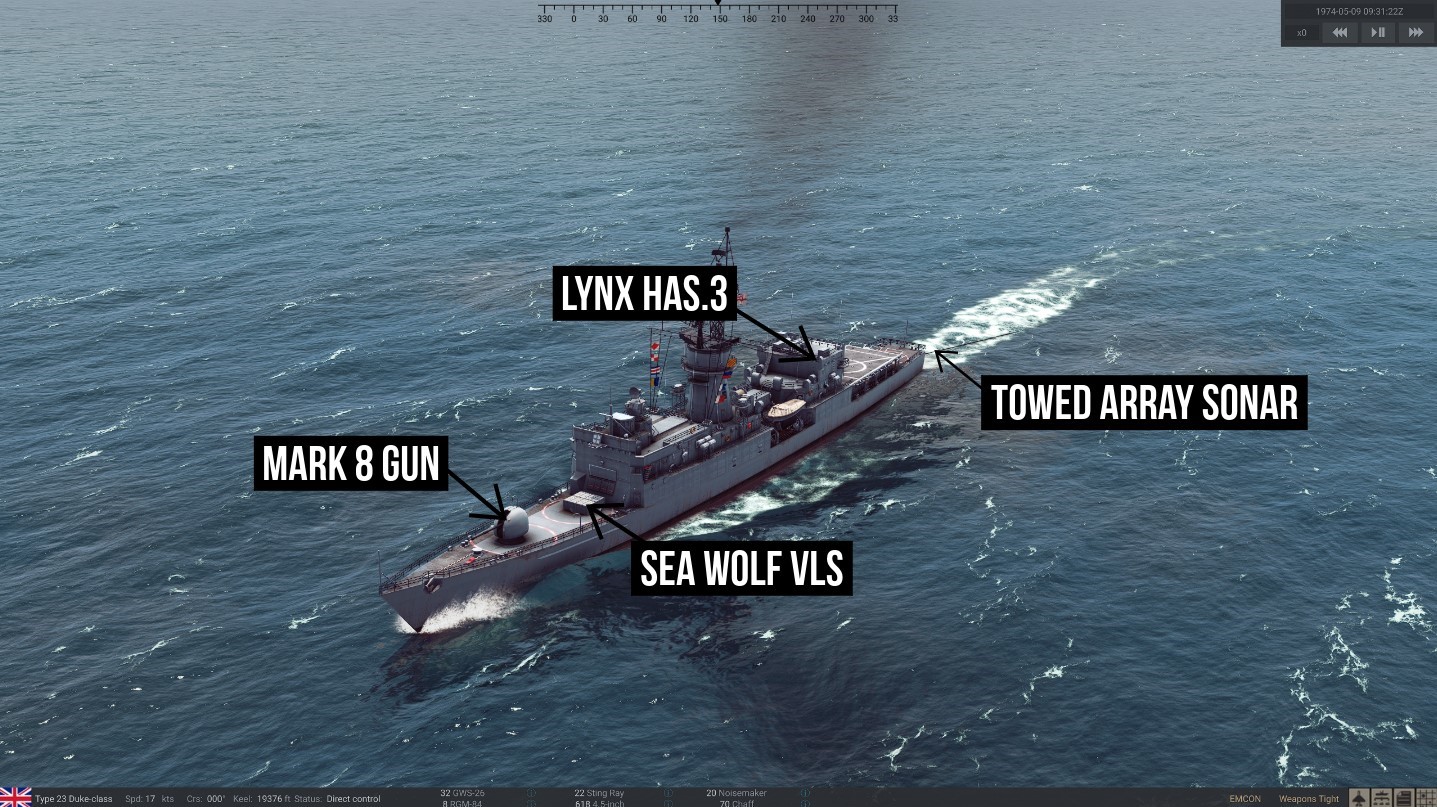 330 0 30 60 90 120 150 180 210 240 270 300 33
1974-05-09 09:31:22Z
x0
LYNX HAS.3
TOWED ARRAY SONAR
MARK 8 GUN
SEA WOLF VLS
Type 23 Duke-class Spd: 17 kts Crs: 000° Keel: 19376 ft Status: Direct control
32 GWS-26 22 Sting Ray 20 Noisemaker
8 RGM-84 618 4.5-inch 70 Chaff
EMCON Weapons Tight